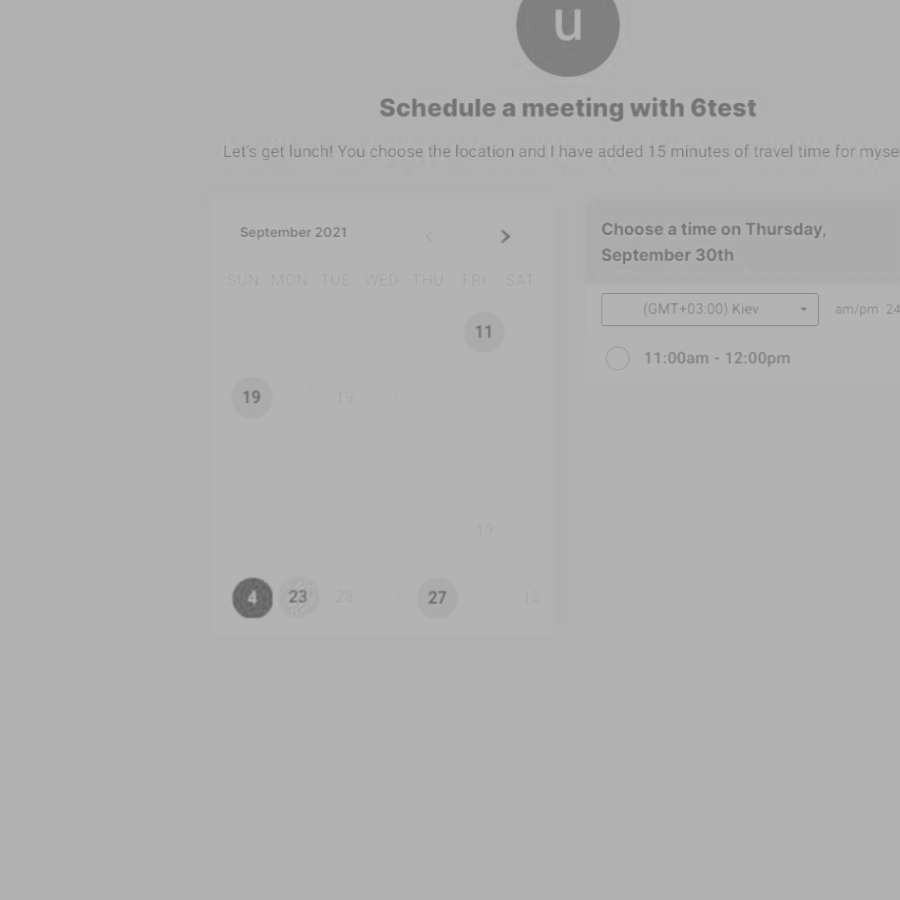 u
Schedule a meeting with 6test
Let's get lunch! You choose the location and I have added 15 minutes of travel time for myse
September 2021
SUN MON TUE WED THU FRI SAT
11
19 19
19
4 23 28 27 12
Choose a time on Thursday,
September 30th
(GMT+03:00) Kiev am/pm 24
11:00am - 12:00pm